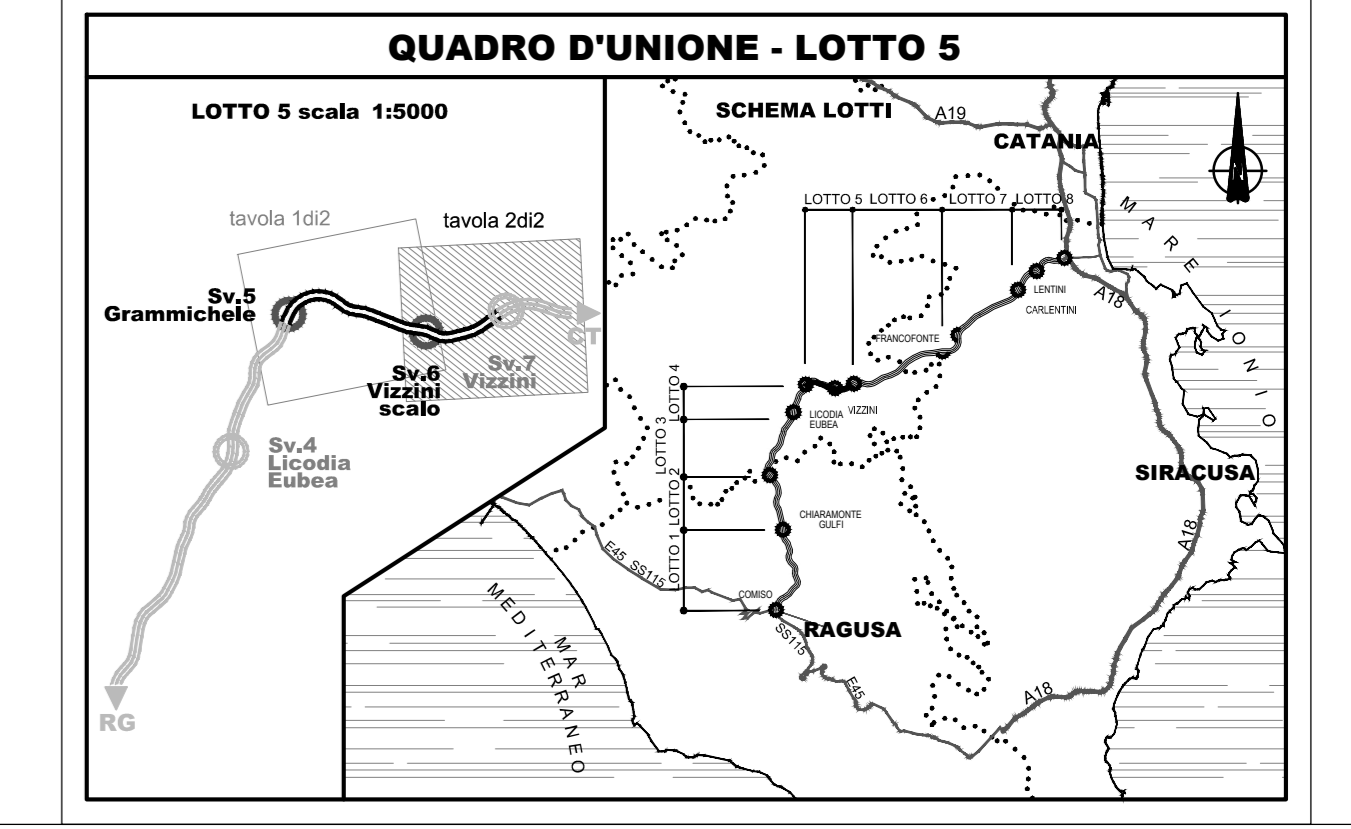 QUADRO D'UNIONE - LOTTO 5
LOTTO 5 scala 1:5000
tavola 1di2
tavola 2di2
Sv.5
Grammichele
Sv.6
Vizzini
scalo
Sv.7
Vizzini
CT
Sv.4
Licodia
Eubea
RG
SCHEMA LOTTI
A19
CATANIA
LOTTO 5
LOTTO 6
LOTTO 7
LOTTO 8
MARE
IONIO
LENTINI
CARLENTINI
A18
FRANCOFONTE
LOTTO 4
LOTTO 3
LOTTO 2
LOTTO 1
LICODIA
EUBEA
VIZZINI
SIRACUSA
CHIARAMONTE
GULFI
A18
E45 SS115
COMISO
RAGUSA
SS115
E45
A18
MAR
MEDITERRANEO